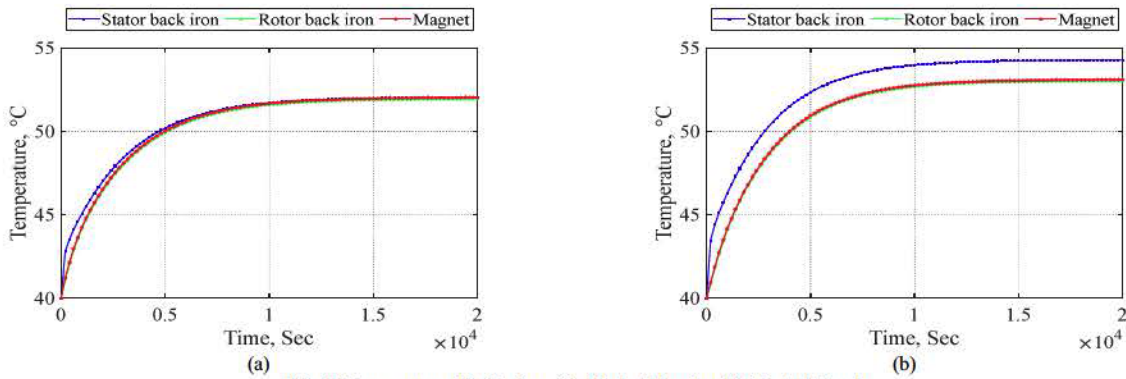 Stator back iron Rotor back iron Magnet
55
50
45
40
Temperature, °C
0 0.5 1 1.5 2
Time, Sec ×10⁴
(a)
Stator back iron Rotor back iron Magnet
55
50
45
40
Temperature, °C
0 0.5 1 1.5 2
Time, Sec ×10⁴
(b)